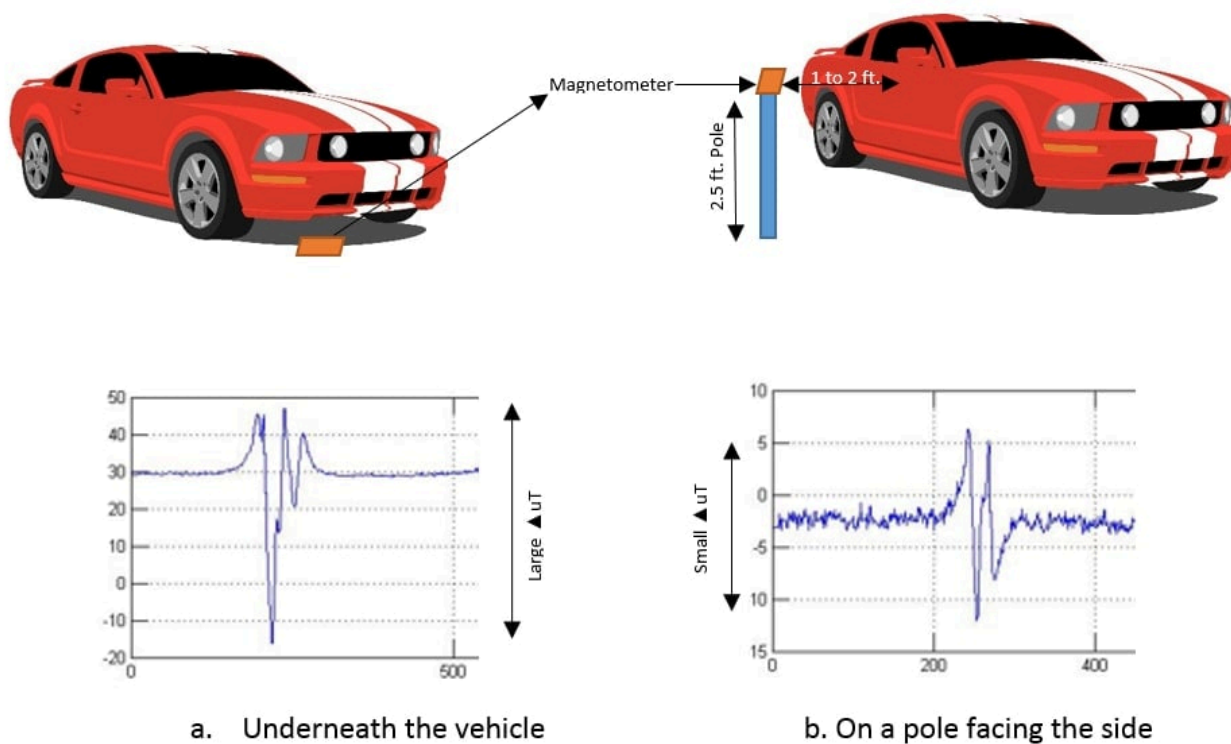 Magnetometer
1 to 2 ft.
2.5 ft. Pole
50
40
30
20
10
0
-10
-20
0
500
Large ▲uT
10
5
0
-5
10
15
0
200
400
Small ▲uT
a. Underneath the vehicle
b. On a pole facing the side